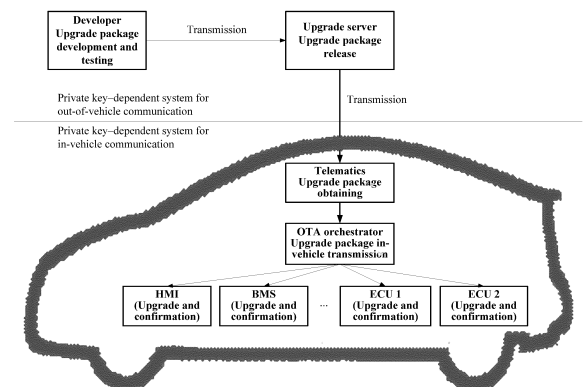 Developer
Upgrade package
development and
testing
Transmission
Upgrade server
Upgrade package
release
Private key–dependent system for
out-of-vehicle communication
Transmission
Private key–dependent system for
in-vehicle communication
Telematics
Upgrade package
obtaining
OTA orchestrator
Upgrade package in-
vehicle transmission
HMI
(Upgrade and
confirmation)
BMS
(Upgrade and
confirmation)
...
ECU 1
(Upgrade and
confirmation)
ECU 2
(Upgrade and
confirmation)